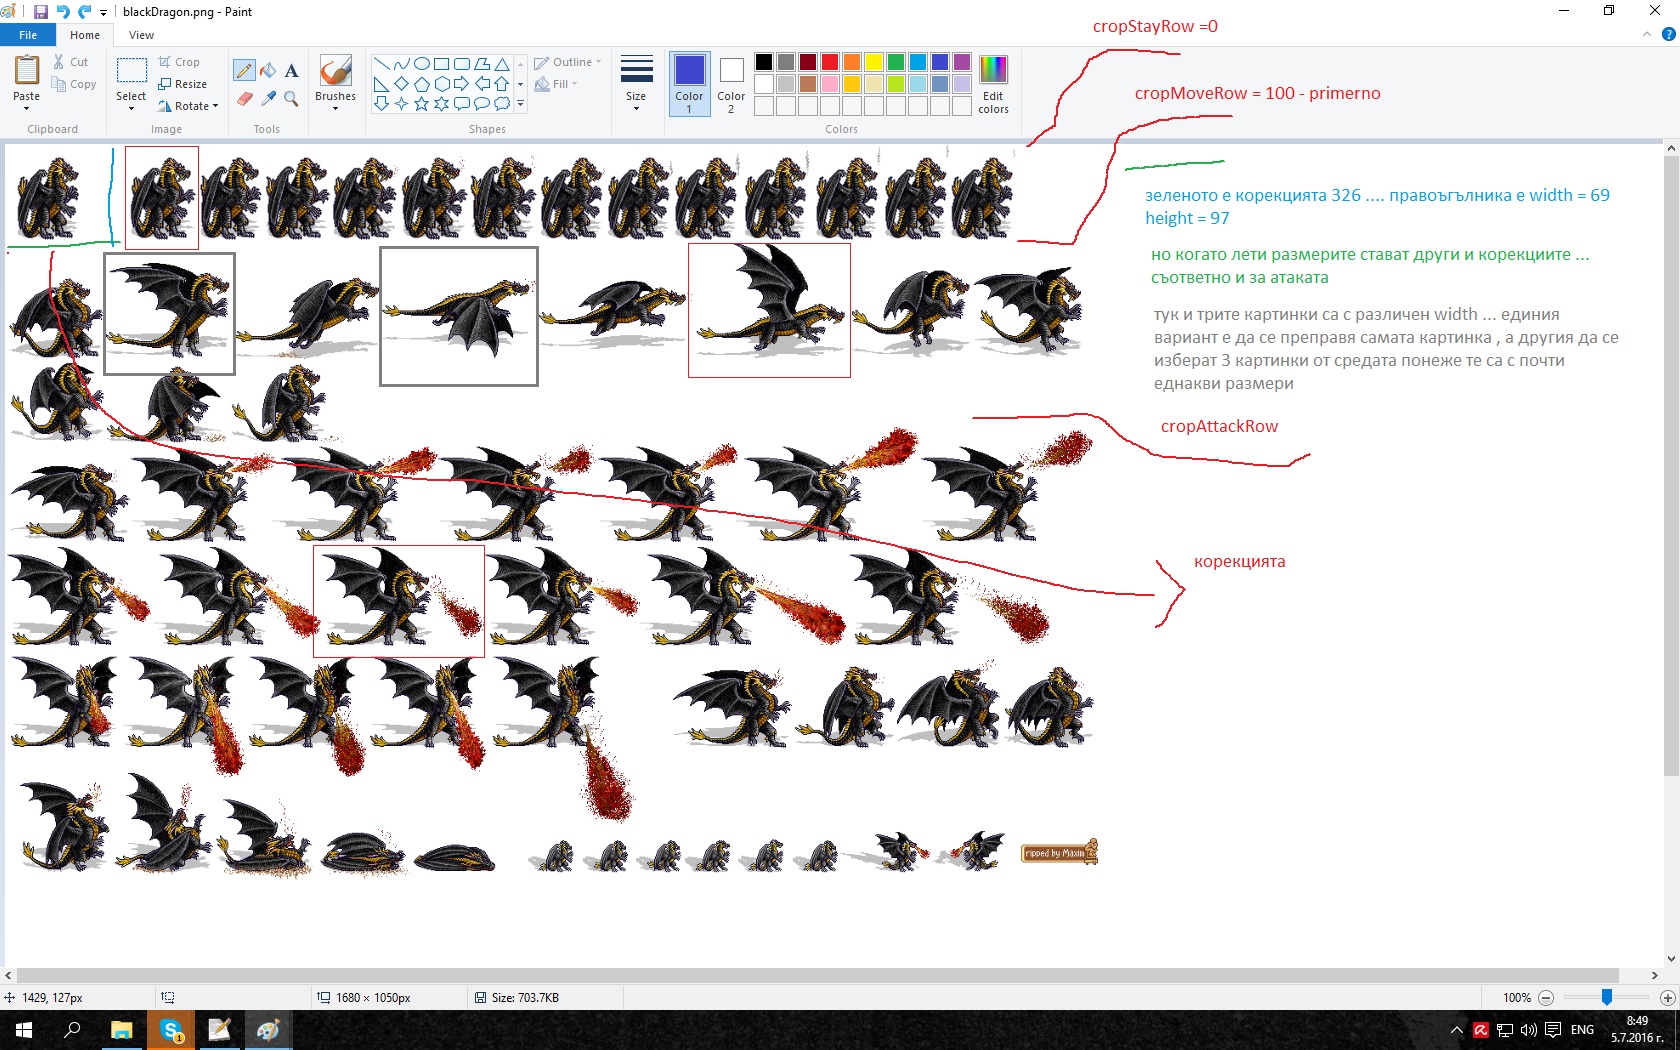 blackDragon.png - Paint
File
Home
View
Paste
Cut
Copy
Clipboard
Select
Crop
Resize
Rotate
Image
Tools
Brushes
Shapes
Outline
Fill
Size
Color 1
Color 2
Edit colors
Colors
cropStayRow =0
cropMoveRow = 100 - primerno
зеленото е корекцията 326 .... правоъгълника е width = 69
height = 97
но когато лети размерите стават други и корекциите ...
съответно и за атаката
тук и трите картинки са с различен width ... единия
вариант е да се преправя самата картинка , а другия да се
изберат 3 картинки от средата понеже те са с почти
еднакви размери
cropAttackRow
корекцията
ripped by Maxim
1429, 127px
1680 × 1050px
Size: 703.7KB
100%
ENG
8:49
5.7.2016 г.